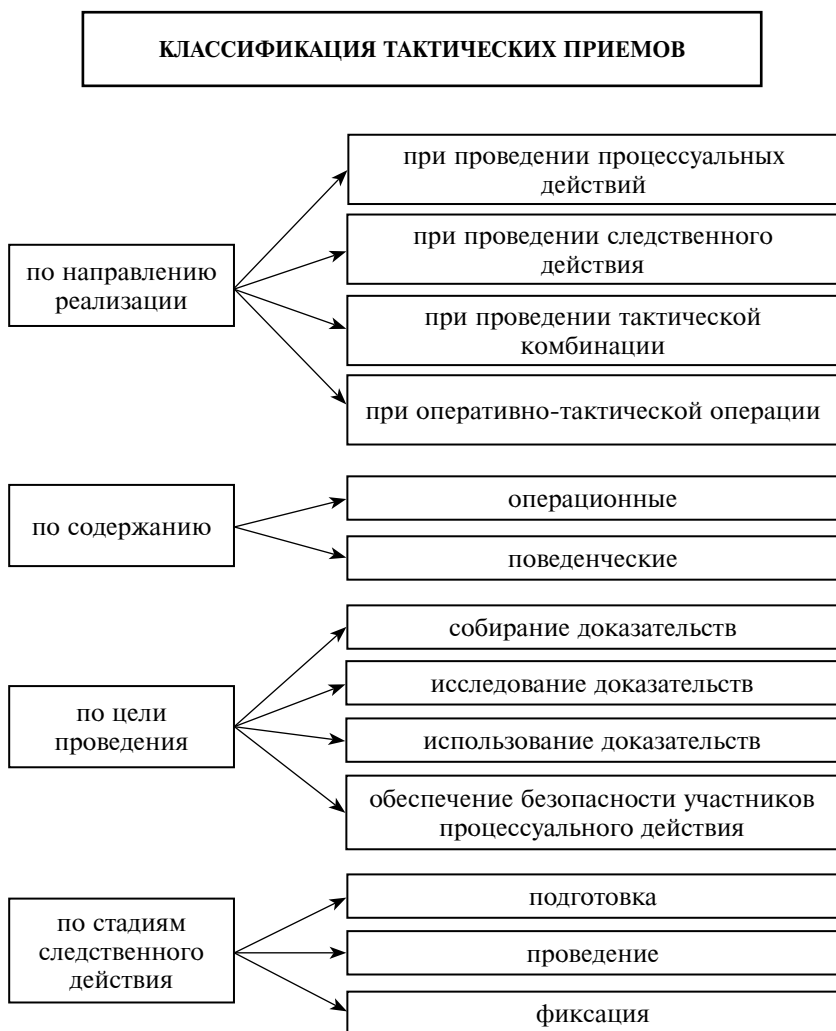 КЛАССИФИКАЦИЯ ТАКТИЧЕСКИХ ПРИЕМОВ
по направлению
реализации
при проведении процессуальных
действий
при проведении следственного
действия
при проведении тактической
комбинации
при оперативно-тактической операции
по содержанию
операционные
поведенческие
по цели
проведения
собирание доказательств
исследование доказательств
использование доказательств
обеспечение безопасности участников
процессуального действия
по стадиям
следственного
действия
подготовка
проведение
фиксация